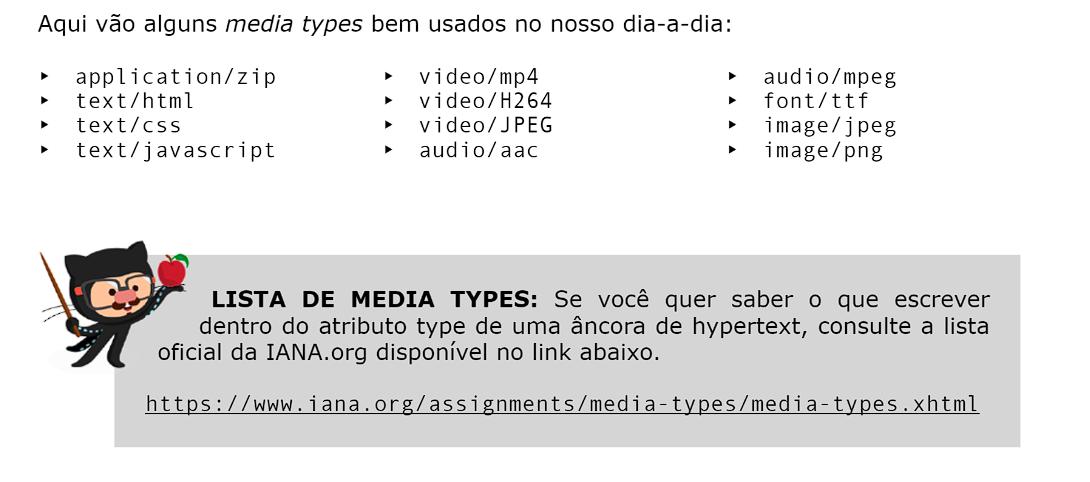 Aqui vão alguns media types bem usados no nosso dia-a-dia:
‣ application/zip
‣ text/html
‣ text/css
‣ text/javascript
‣ video/mp4
‣ video/H264
‣ video/JPEG
‣ audio/aac
‣ audio/mpeg
‣ font/ttf
‣ image/jpeg
‣ image/png
LISTA DE MEDIA TYPES: Se você quer saber o que escrever
dentro do atributo type de uma âncora de hypertext, consulte a lista
oficial da IANA.org disponível no link abaixo.
https://www.iana.org/assignments/media-types/media-types.xhtml